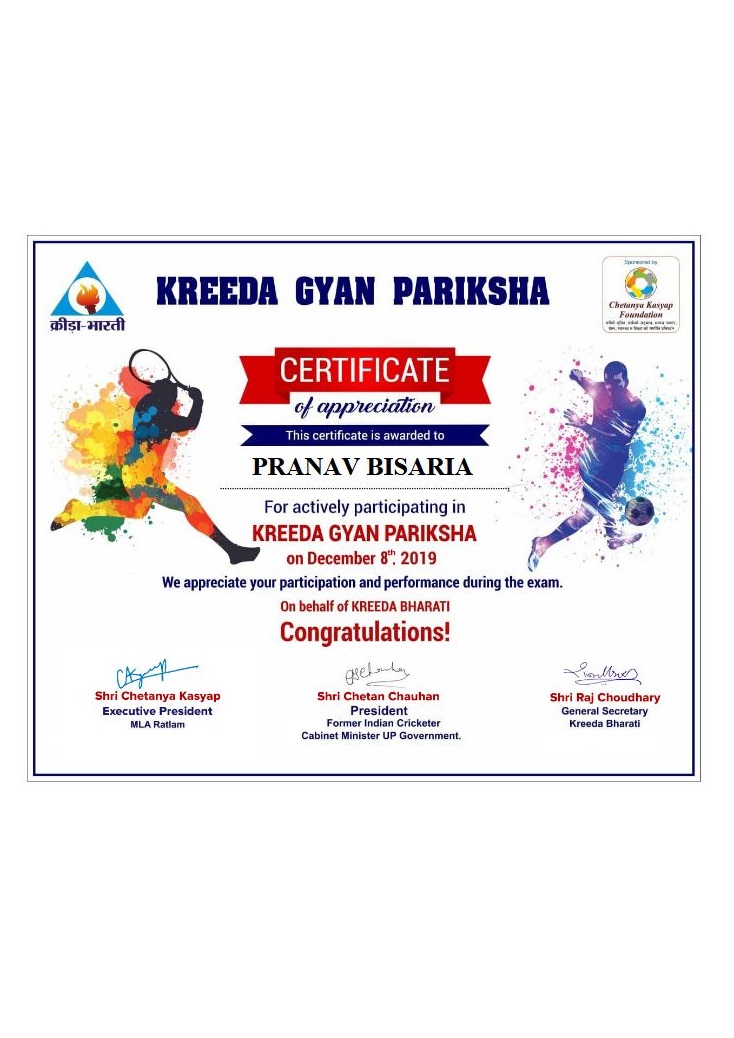 KREEDA GYAN PARIKSHA
क्रीड़ा-भारती
Sponsored by
Chetanya Kasyap
Foundation
CERTIFICATE
of appreciation
This certificate is awarded to
PRANAV BISARIA
For actively participating in
KREEDA GYAN PARIKSHA
on December 8th, 2019
We appreciate your participation and performance during the exam.
On behalf of KREEDA BHARATI
Congratulations!
Shri Chetanya Kasyap
Executive President
MLA Ratlam
Shri Chetan Chauhan
President
Former Indian Cricketer
Cabinet Minister UP Government.
Shri Raj Choudhary
General Secretary
Kreeda Bharati